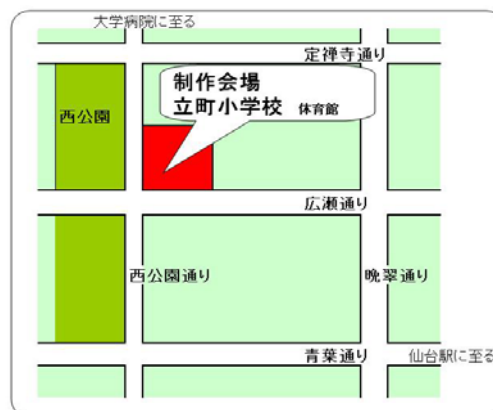 大学病院に至る
定禅寺通り
制作会場
立町小学校 体育館
西公園
広瀬通り
西公園通り
晩翠通り
青葉通り
仙台駅に至る